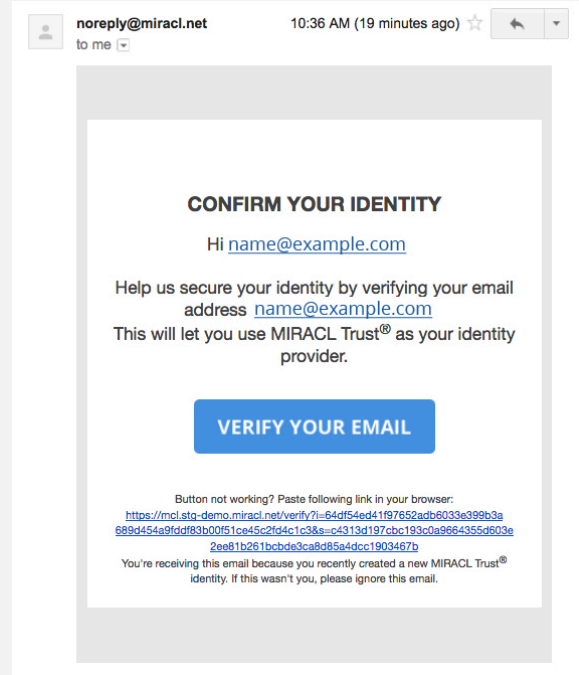 noreply@miracl.net 10:36 AM (19 minutes ago)
to me
CONFIRM YOUR IDENTITY
Hi name@example.com
Help us secure your identity by verifying your email
address name@example.com
This will let you use MIRACL Trust® as your identity
provider.
VERIFY YOUR EMAIL
Button not working? Paste following link in your browser:
https://mcl.stg-demo.miracl.net/verify?i=64df54ed41f97652adb6033e399b3a
689d454a9fddf83b00f51ce45c2fd4c1c3&s=c4313d197cbc193c0a9664355d603e
2ee81b261bcbde3ca8d85a4dcc1903467b
You're receiving this email because you recently created a new MIRACL Trust®
identity. If this wasn't you, please ignore this email.